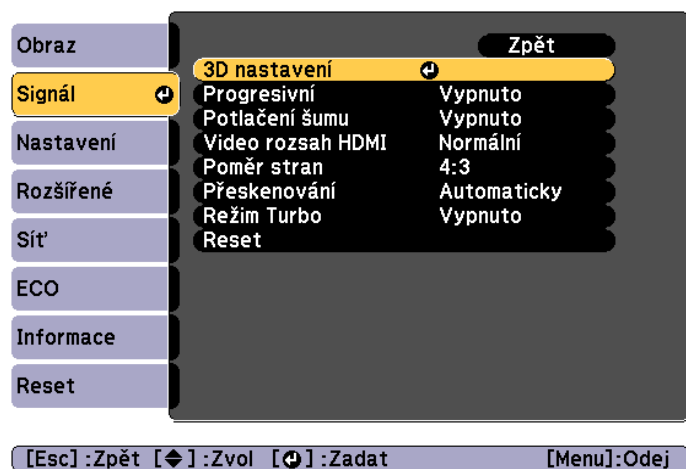 Obraz
Signál
Nastavení
Rozšířené
Síť
ECO
Informace
Reset
Zpět
3D nastavení
Progresivní Vypnuto
Potlačení šumu Vypnuto
Video rozsah HDMI Normální
Poměr stran 4:3
Přeskenování Automaticky
Režim Turbo Vypnuto
Reset
[Esc] :Zpět [◆] :Zvol [⏎] :Zadat [Menu]:Odej